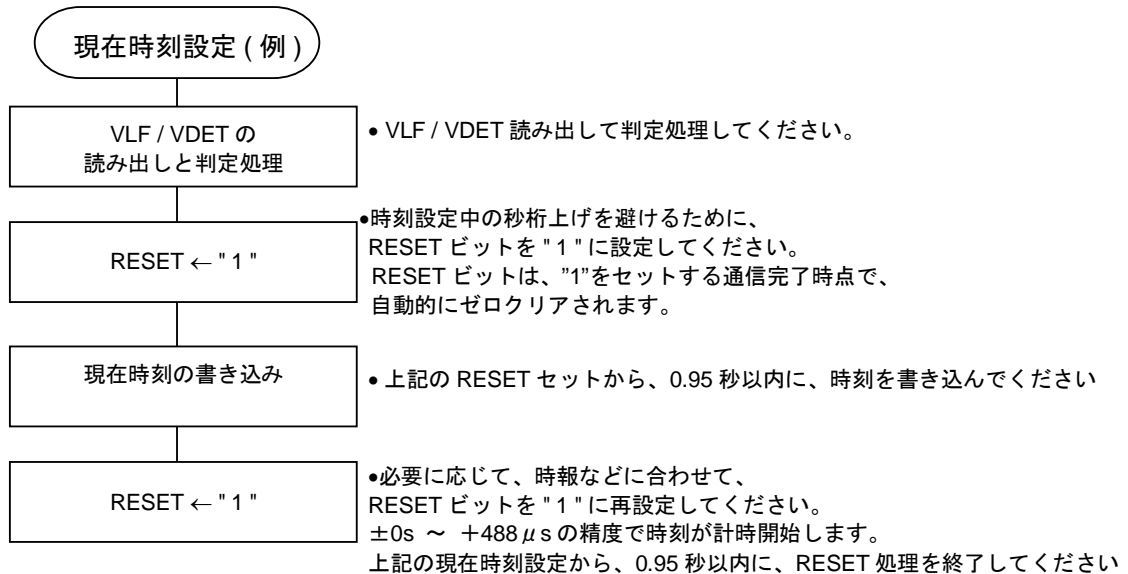 現在時刻設定 ( 例 )
VLF / VDET の
読み出しと判定処理
• VLF / VDET 読み出して判定処理してください。
RESET ← " 1 "
•時刻設定中の秒桁上げを避けるために、
RESET ビットを " 1 " に設定してください。
RESET ビットは、”1”をセットする通信完了時点で、
自動的にゼロクリアされます。
現在時刻の書き込み
• 上記の RESET セットから、0.95 秒以内に、時刻を書き込んでください
RESET ← " 1 "
•必要に応じて、時報などに合わせて、
RESET ビットを " 1 " に再設定してください。
±0s ～ +488μsの精度で時刻が計時開始します。
上記の現在時刻設定から、0.95 秒以内に、RESET 処理を終了してください